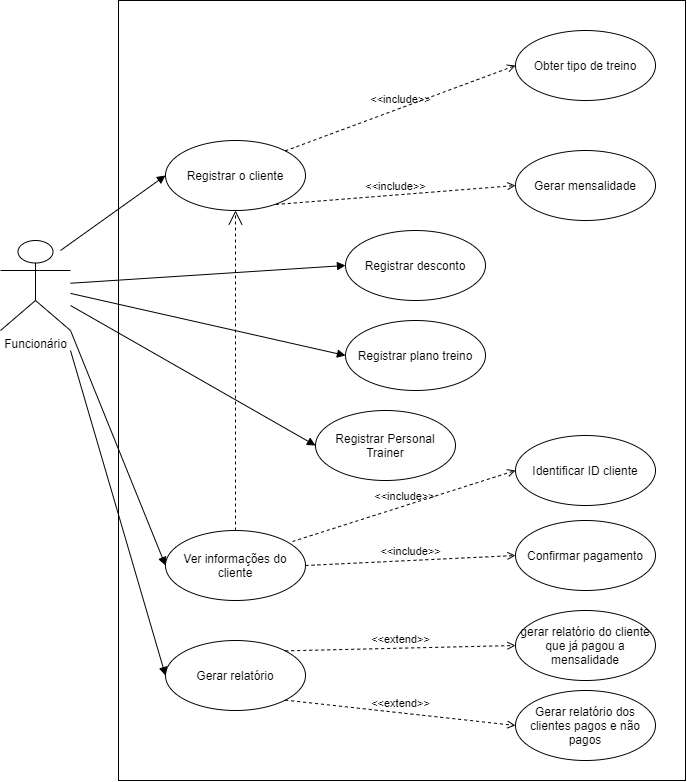 Obter tipo de treino
<<include>>
Registrar o cliente
<<include>>
Gerar mensalidade
Registrar desconto
Funcionário
Registrar plano treino
Registrar Personal
Trainer
Identificar ID cliente
<<include>>
Ver informações do
cliente
<<include>>
Confirmar pagamento
<<extend>>
gerar relatório do cliente
que já pagou a
mensalidade
Gerar relatório
<<extend>>
Gerar relatório dos
clientes pagos e não
pagos